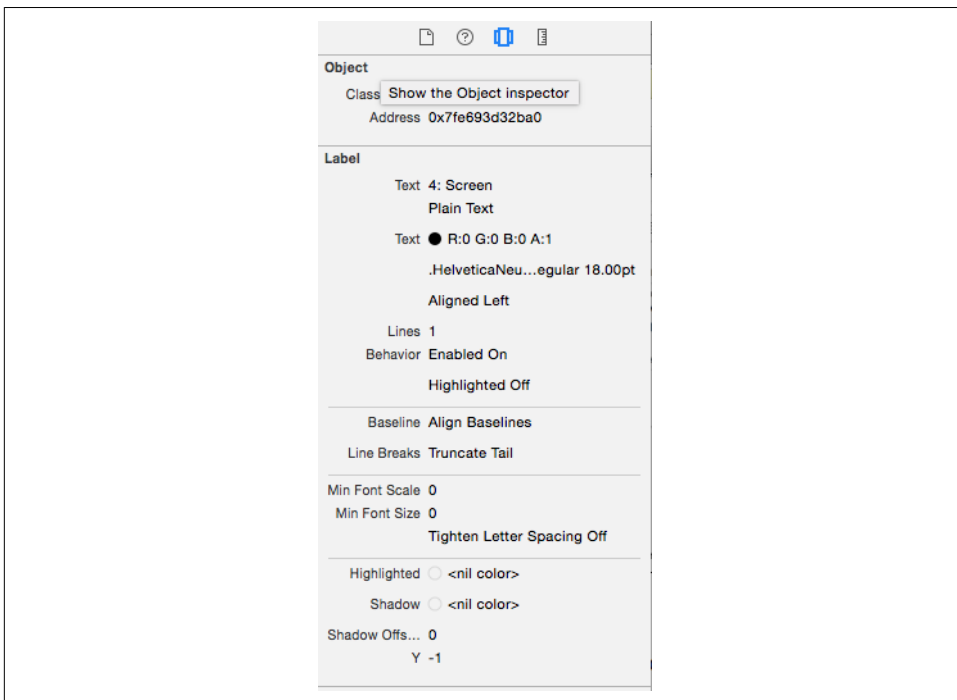 Object
Class Show the Object inspector
Address 0x7fe693d32ba0
Label
Text 4: Screen
Plain Text
Text R:0 G:0 B:0 A:1
.HelveticaNeu...egular 18.00pt
Aligned Left
Lines 1
Behavior Enabled On
Highlighted Off
Baseline Align Baselines
Line Breaks Truncate Tail
Min Font Scale 0
Min Font Size 0
Tighten Letter Spacing Off
Highlighted <nil color>
Shadow <nil color>
Shadow Offs... 0
Y -1